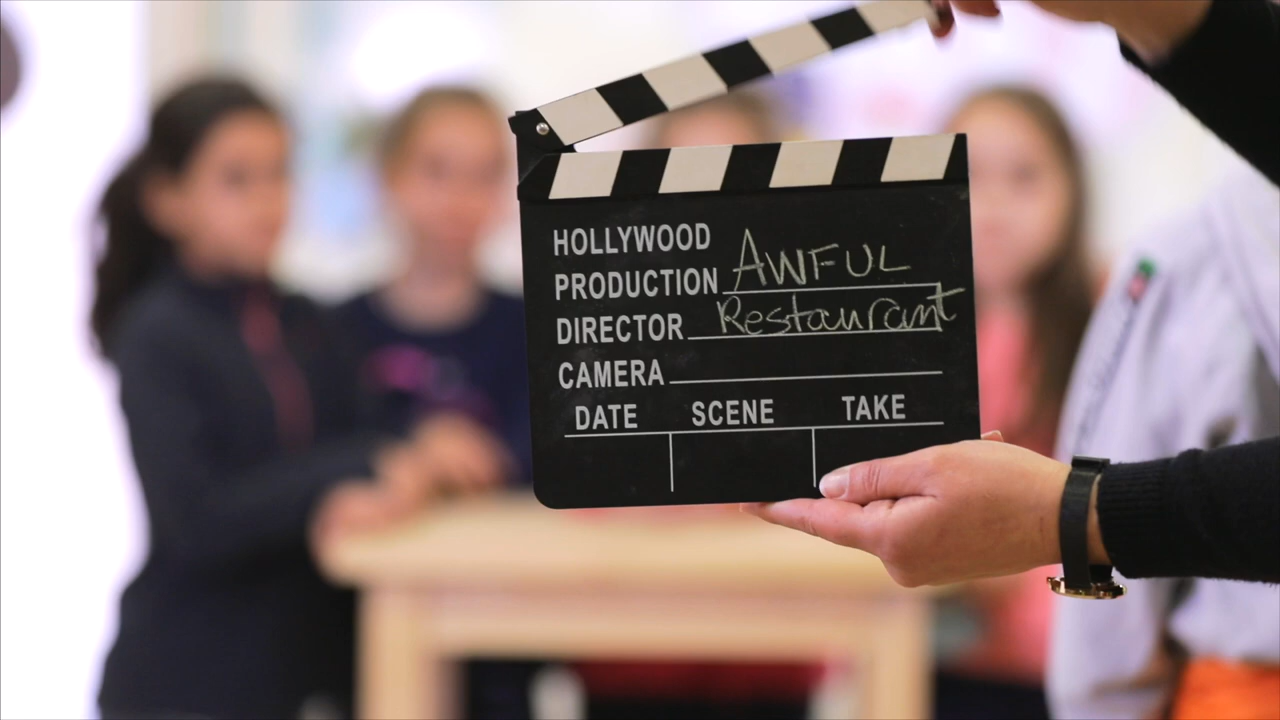 HOLLYWOOD
PRODUCTION AWFUL
DIRECTOR Restaurant
CAMERA
DATE SCENE TAKE